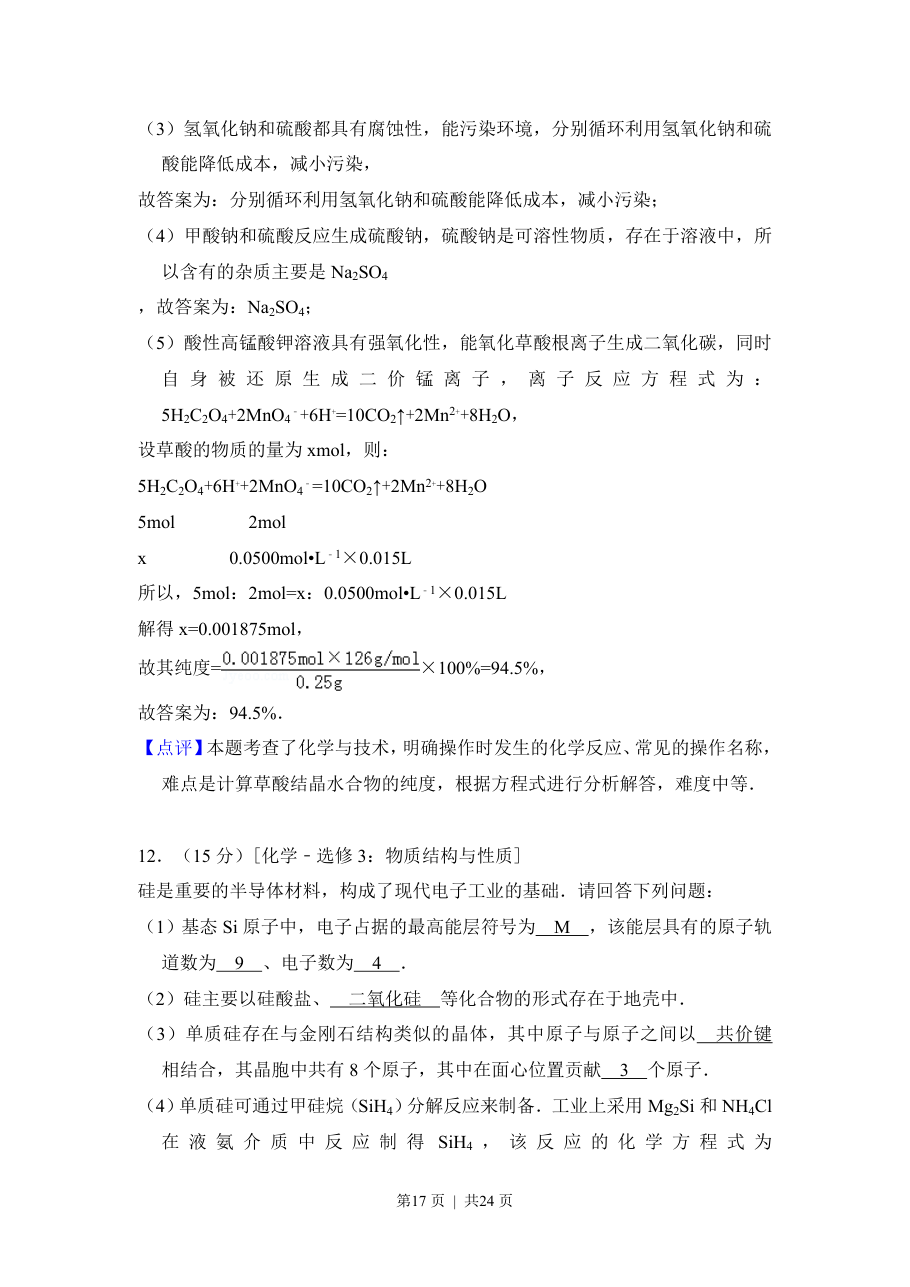 （3）氢氧化钠和硫酸都具有腐蚀性，能污染环境，分别循环利用氢氧化钠和硫
酸能降低成本，减小污染，
故答案为：分别循环利用氢氧化钠和硫酸能降低成本，减小污染；
（4）甲酸钠和硫酸反应生成硫酸钠，硫酸钠是可溶性物质，存在于溶液中，所
以含有的杂质主要是 Na₂SO₄
，故答案为：Na₂SO₄；
（5）酸性高锰酸钾溶液具有强氧化性，能氧化草酸根离子生成二氧化碳，同时
自身被还原生成二价锰离子，离子反应方程式为：
5H₂C₂O₄+2MnO₄⁻+6H⁺=10CO₂↑+2Mn²⁺+8H₂O，
设草酸的物质的量为 xmol，则：
5H₂C₂O₄+6H⁺+2MnO₄⁻=10CO₂↑+2Mn²⁺+8H₂O
5mol 2mol
x 0.0500mol•L⁻¹×0.015L
所以，5mol：2mol=x：0.0500mol•L⁻¹×0.015L
解得 x=0.001875mol，
故其纯度=0.001875mol×126g/mol/0.25g×100%=94.5%，
故答案为：94.5%．
【点评】本题考查了化学与技术，明确操作时发生的化学反应、常见的操作名称，
难点是计算草酸结晶水合物的纯度，根据方程式进行分析解答，难度中等．
12．（15 分）[化学﹣选修 3：物质结构与性质]
硅是重要的半导体材料，构成了现代电子工业的基础．请回答下列问题：
（1）基态 Si 原子中，电子占据的最高能层符号为 M ，该能层具有的原子轨
道数为 9 、电子数为 4 ．
（2）硅主要以硅酸盐、 二氧化硅 等化合物的形式存在于地壳中．
（3）单质硅存在与金刚石结构类似的晶体，其中原子与原子之间以 共价键
相结合，其晶胞中共有 8 个原子，其中在面心位置贡献 3 个原子．
（4）单质硅可通过甲硅烷（SiH₄）分解反应来制备．工业上采用 Mg₂Si 和 NH₄Cl
在液氨介质中反应制得 SiH₄，该反应的化学方程式为
第17 页 | 共24 页